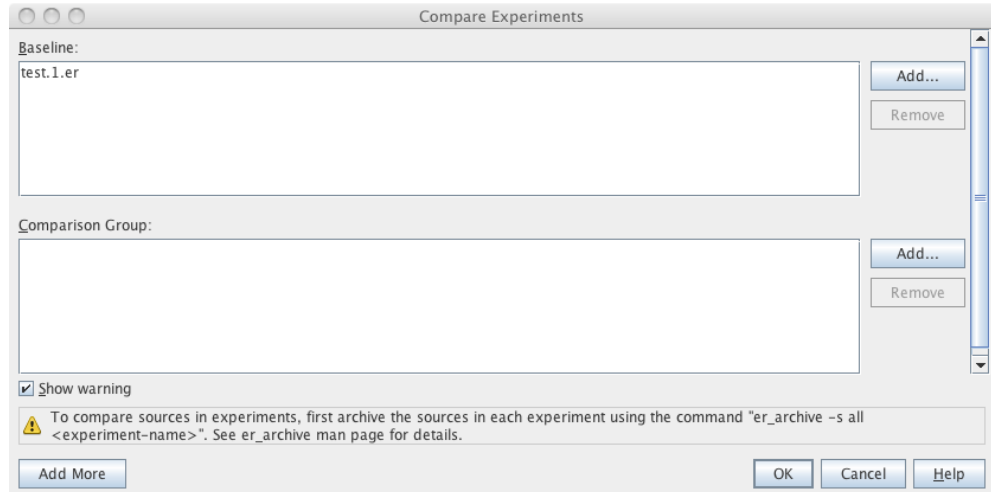 Compare Experiments
Baseline:
test.1.er
Add...
Remove
Comparison Group:
Add...
Remove
Show warning
To compare sources in experiments, first archive the sources in each experiment using the command "er_archive -s all
<experiment-name>". See er_archive man page for details.
Add More
OK
Cancel
Help